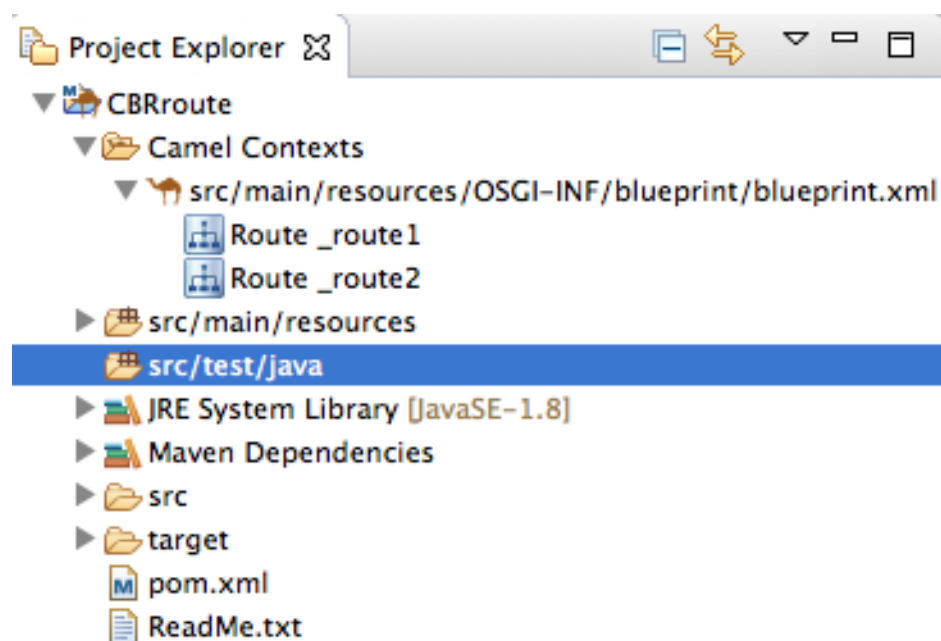 Project Explorer
CBRroute
Camel Contexts
src/main/resources/OSGI-INF/blueprint/blueprint.xml
Route _route1
Route _route2
src/main/resources
src/test/java
JRE System Library [JavaSE-1.8]
Maven Dependencies
src
target
pom.xml
ReadMe.txt